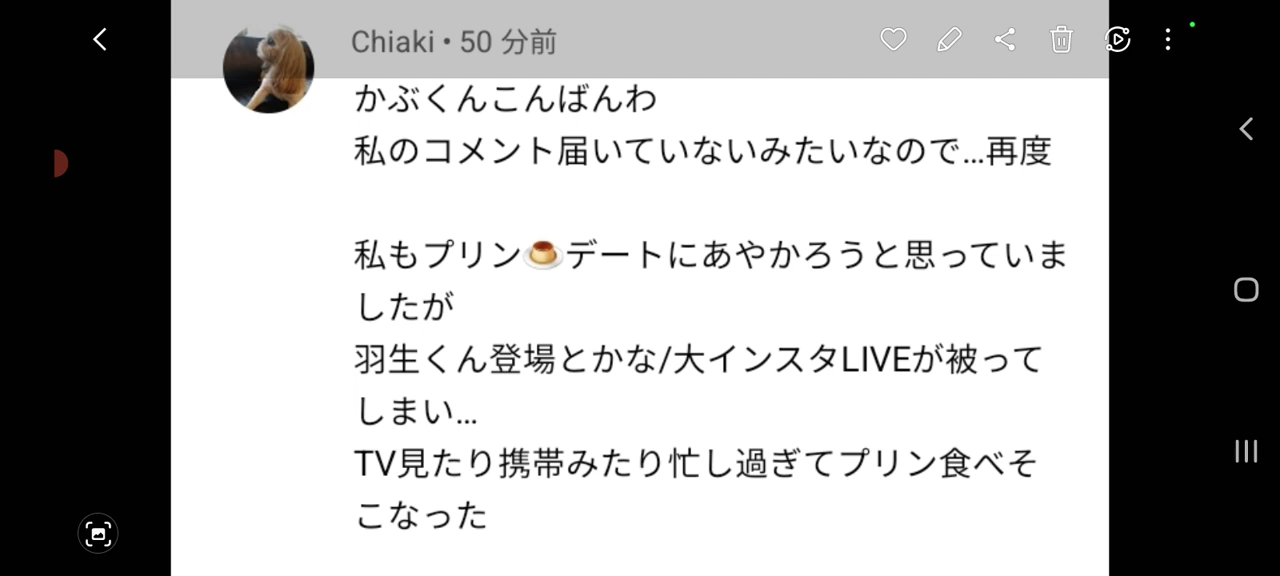 Chiaki • 50 分前
かぶくんこんばんわ
私のコメント届いていないみたいなので...再度
私もプリン🍮デートにあやかろうと思っていま
したが
羽生くん登場とかな/大インスタLIVEが被って
しまい...
TV見たり携帯みたり忙し過ぎてプリン食べそ
こなった